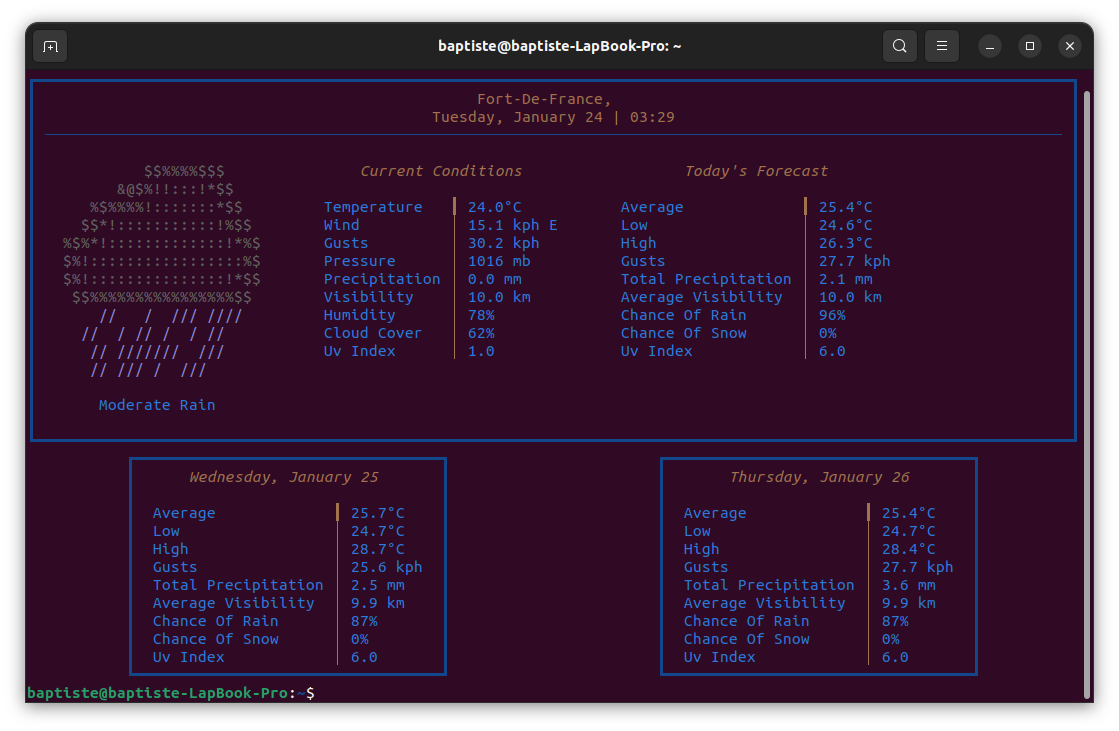 baptiste@baptiste-LapBook-Pro: ~
Fort-De-France,
Tuesday, January 24 | 03:29
$$%%%%$$$
&@$%!!:::!*$$
%$%%%%!:::::::*$$
$$*!:::::::::::!%$$
%$%*!:::::::::::::!*%$
$%!:::::::::::::::::%$
$%!:::::::::::::::!*$$
$$%%%%%%%%%%%%%%%%$$
//   /  /// ////
//  / // /  / //
// ///////  ///
// /// /  ///
Moderate Rain
Current Conditions
Temperature 24.0°C
Wind 15.1 kph E
Gusts 30.2 kph
Pressure 1016 mb
Precipitation 0.0 mm
Visibility 10.0 km
Humidity 78%
Cloud Cover 62%
Uv Index 1.0
Today's Forecast
Average 25.4°C
Low 24.6°C
High 26.3°C
Gusts 27.7 kph
Total Precipitation 2.1 mm
Average Visibility 10.0 km
Chance Of Rain 96%
Chance Of Snow 0%
Uv Index 6.0
Wednesday, January 25
Average 25.7°C
Low 24.7°C
High 28.7°C
Gusts 25.6 kph
Total Precipitation 2.5 mm
Average Visibility 9.9 km
Chance Of Rain 87%
Chance Of Snow 0%
Uv Index 6.0
Thursday, January 26
Average 25.4°C
Low 24.7°C
High 28.4°C
Gusts 27.7 kph
Total Precipitation 3.6 mm
Average Visibility 9.9 km
Chance Of Rain 87%
Chance Of Snow 0%
Uv Index 6.0
baptiste@baptiste-LapBook-Pro:~$